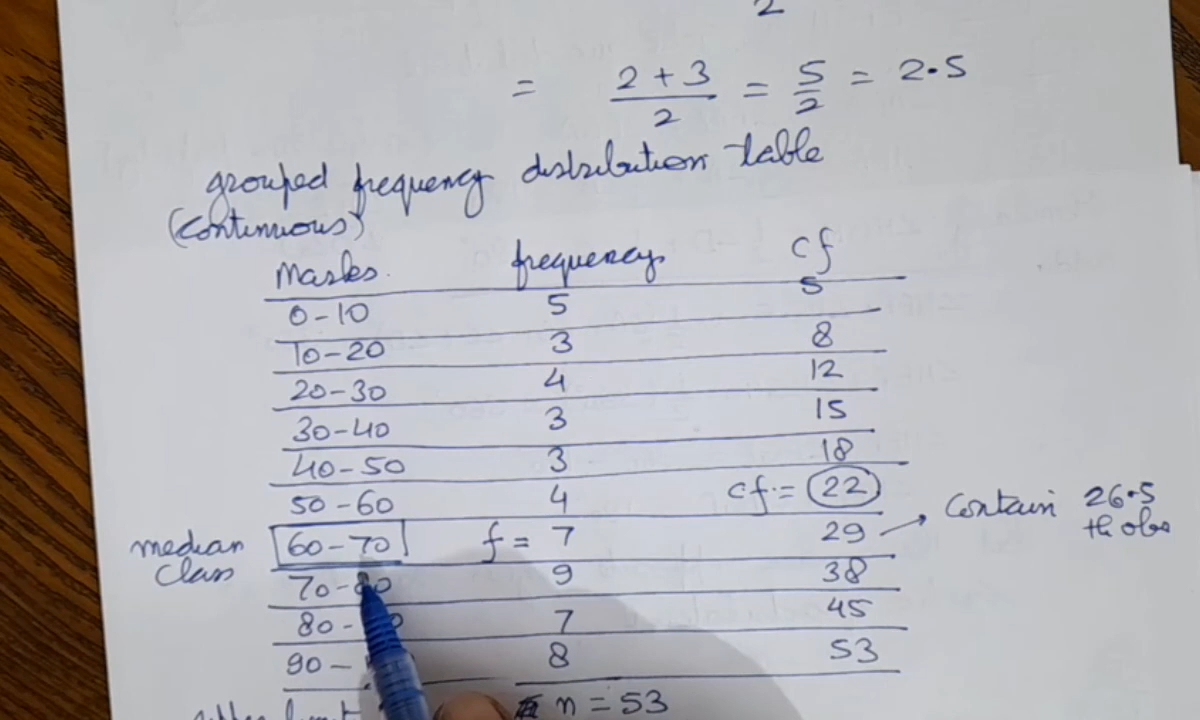 2
= 2 + 3 / 2 = 5 / 2 = 2.5
grouped frequency distribution table
(continuous)
Marks. frequency cf
0-10 5 5
10-20 3 8
20-30 4 12
30-40 3 15
40-50 3 18
50-60 4 cf. = 22
median class 60-70 f = 7 29 → Contain 26.5 th obs
70-80 9 38
80- 7 45
90- 8 53
n = 53